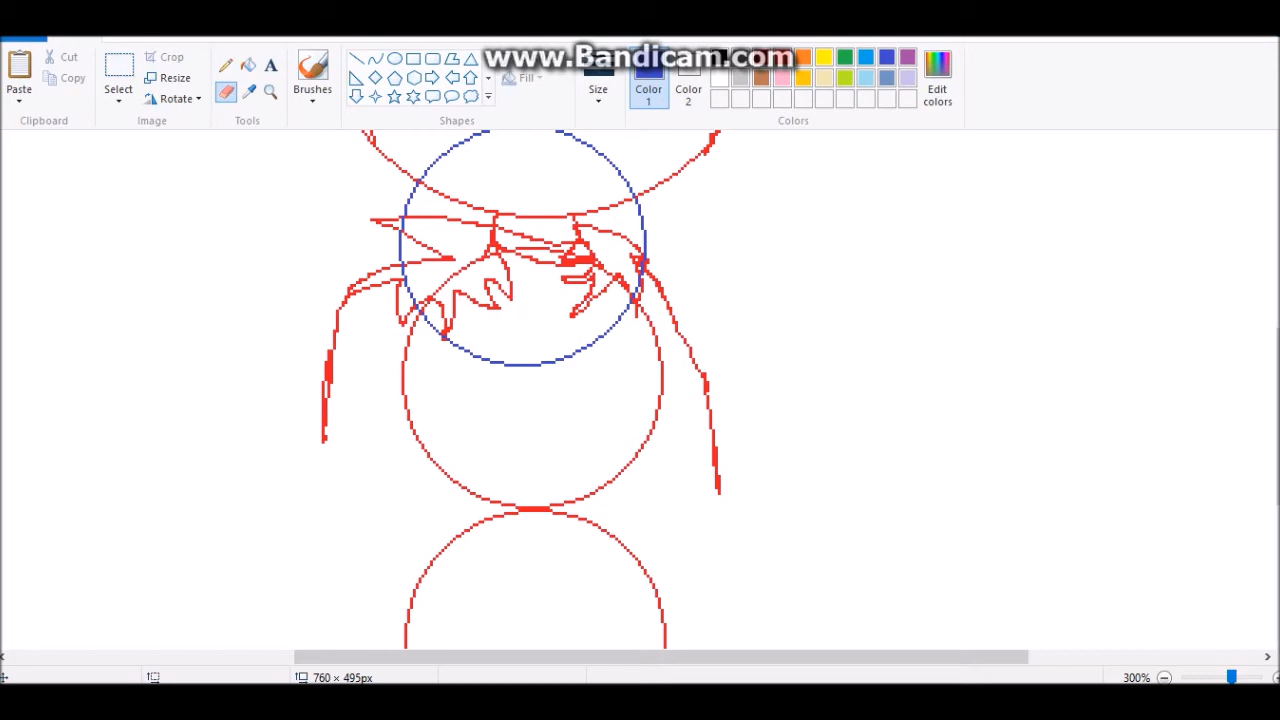 www.Bandicam.com
Cut
Copy
Paste
Clipboard
Crop
Resize
Rotate
Select
Image
Tools
Brushes
Fill
Shapes
Size
Color 1
Color 2
Edit colors
Colors
760 × 495px
300%